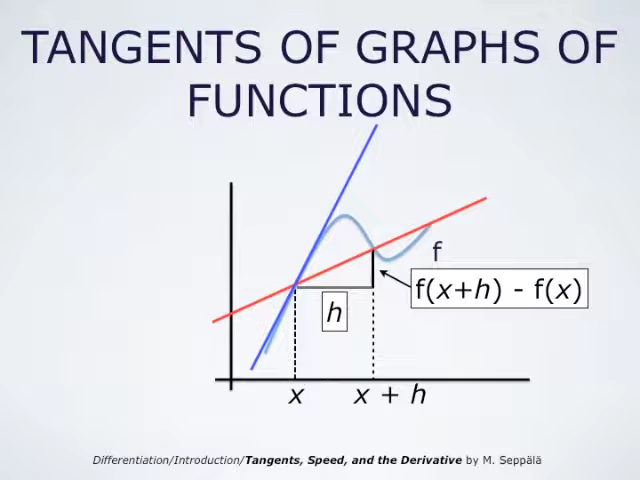 TANGENTS OF GRAPHS OF
FUNCTIONS
f
f(x+h) - f(x)
h
x
x + h
Differentiation/Introduction/Tangents, Speed, and the Derivative by M. Seppälä